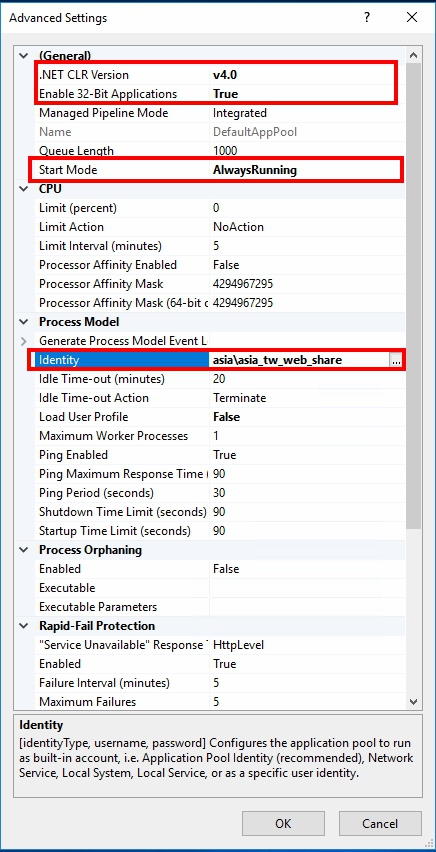 Advanced Settings
(General)
.NET CLR Version v4.0
Enable 32-Bit Applications True
Managed Pipeline Mode Integrated
Name DefaultAppPool
Queue Length 1000
Start Mode AlwaysRunning
CPU
Limit (percent) 0
Limit Action NoAction
Limit Interval (minutes) 5
Processor Affinity Enabled False
Processor Affinity Mask 4294967295
Processor Affinity Mask (64-bit c 4294967295
Process Model
Generate Process Model Event L
Identity asia\asia_tw_web_share ...
Idle Time-out (minutes) 20
Idle Time-out Action Terminate
Load User Profile False
Maximum Worker Processes 1
Ping Enabled True
Ping Maximum Response Time ( 90
Ping Period (seconds) 30
Shutdown Time Limit (seconds) 90
Startup Time Limit (seconds) 90
Process Orphaning
Enabled False
Executable
Executable Parameters
Rapid-Fail Protection
"Service Unavailable" Response T HttpLevel
Enabled True
Failure Interval (minutes) 5
Maximum Failures 5
Identity
[identityType, username, password] Configures the application pool to run
as built-in account, i.e. Application Pool Identity (recommended), Network
Service, Local System, Local Service, or as a specific user identity.
OK Cancel